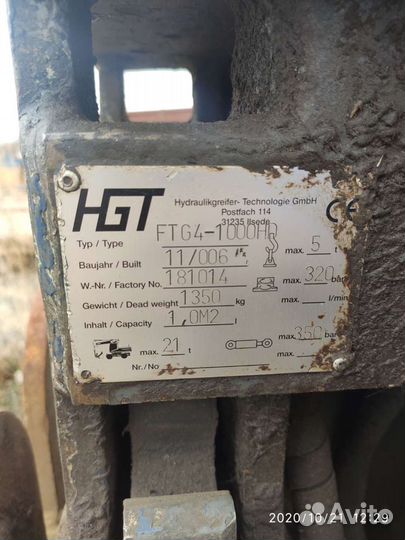 HGT
Hydraulikgreifer- Technologie GmbH
Postfach 114
31235 Ilsede
CE
Typ / Type FTG4-1000H
Baujahr / Built 11/006 max. 5
W.-Nr. / Factory No. 181014 max. 320 bar
Gewicht / Dead weight 1350 kg max. l/min
Inhalt / Capacity 1,0M2 l
max. 21 t max. 350 bar
Nr./No
2020/10/21 12:29
Avito